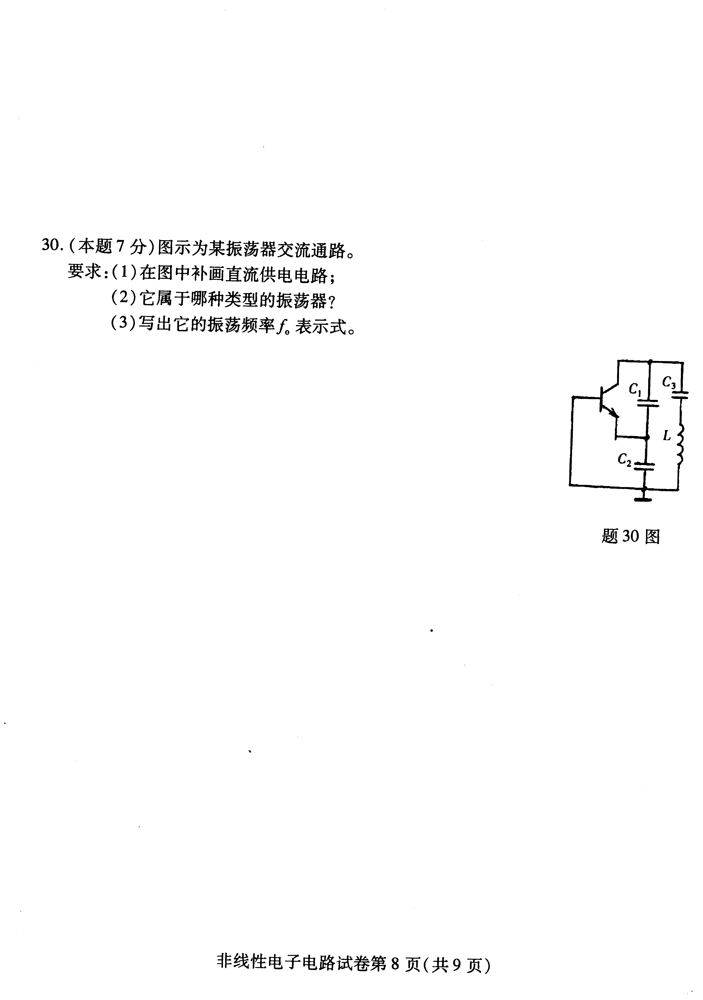 30.(本题7分)图示为某振荡器交流通路。
要求:(1)在图中补画直流供电电路;
(2)它属于哪种类型的振荡器?
(3)写出它的振荡频率fₒ表示式。
C₁
C₃
L
C₂
题30图
非线性电子电路试卷第8页(共9页)